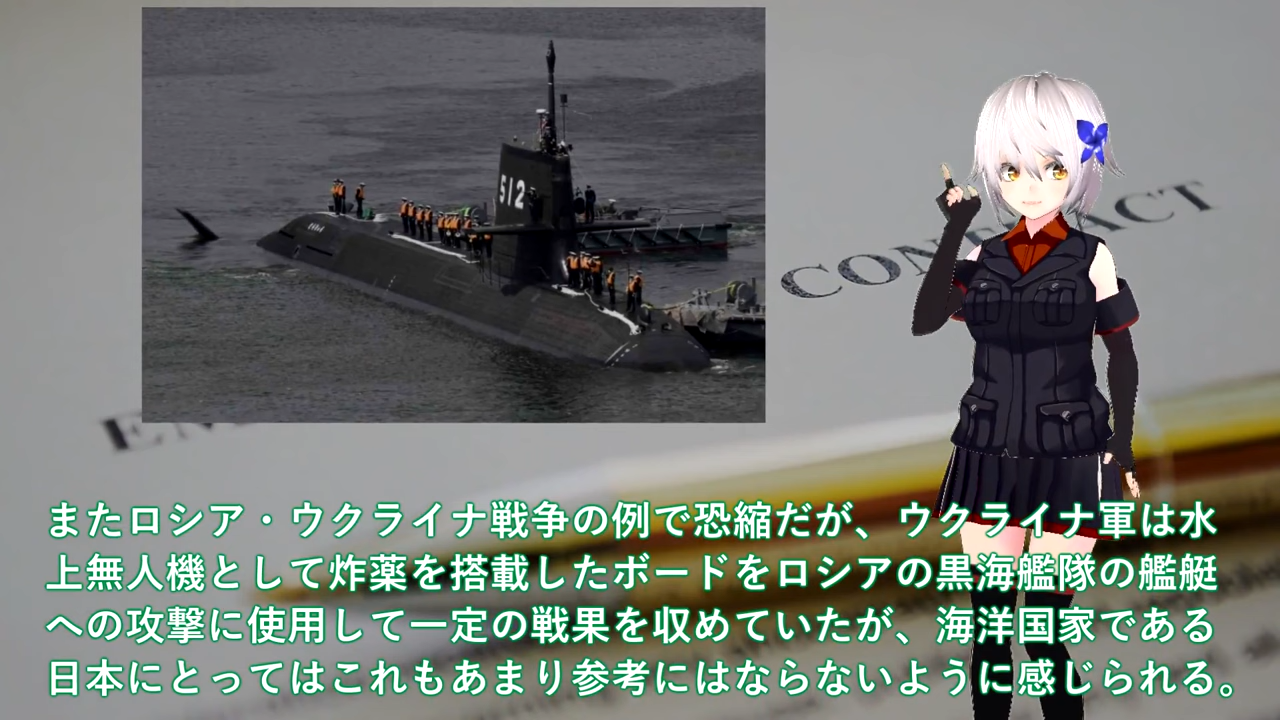 512
CONTRACT
またロシア・ウクライナ戦争の例で恐縮だが、ウクライナ軍は水
上無人機として炸薬を搭載したボードをロシアの黒海艦隊の艦艇
への攻撃に使用して一定の戦果を収めていたが、海洋国家である
日本にとってはこれもあまり参考にはならないように感じられる。